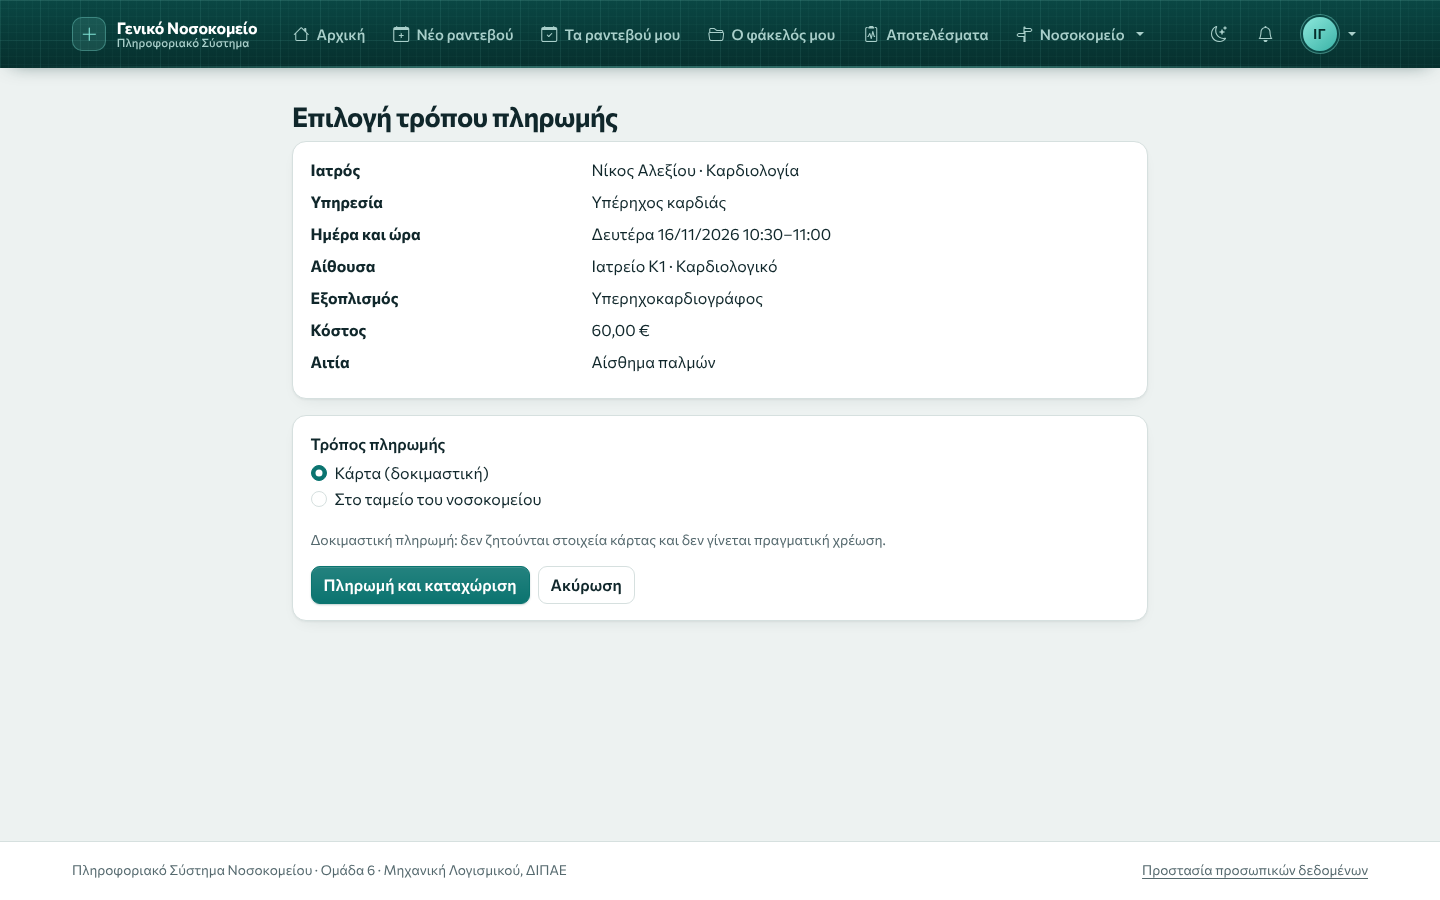 Γενικό Νοσοκομείο
Πληροφοριακό Σύστημα
Αρχική
Νέο ραντεβού
Τα ραντεβού μου
Ο φάκελός μου
Αποτελέσματα
Νοσοκομείο
ΙΓ
Επιλογή τρόπου πληρωμής
Ιατρός Νίκος Αλεξίου · Καρδιολογία
Υπηρεσία Υπέρηχος καρδιάς
Ημέρα και ώρα Δευτέρα 16/11/2026 10:30–11:00
Αίθουσα Ιατρείο Κ1 · Καρδιολογικό
Εξοπλισμός Υπερηχοκαρδιογράφος
Κόστος 60,00 €
Αιτία Αίσθημα παλμών
Τρόπος πληρωμής
Κάρτα (δοκιμαστική)
Στο ταμείο του νοσοκομείου
Δοκιμαστική πληρωμή: δεν ζητούνται στοιχεία κάρτας και δεν γίνεται πραγματική χρέωση.
Πληρωμή και καταχώριση
Ακύρωση
Πληροφοριακό Σύστημα Νοσοκομείου · Ομάδα 6 · Μηχανική Λογισμικού, ΔΙΠΑΕ
Προστασία προσωπικών δεδομένων